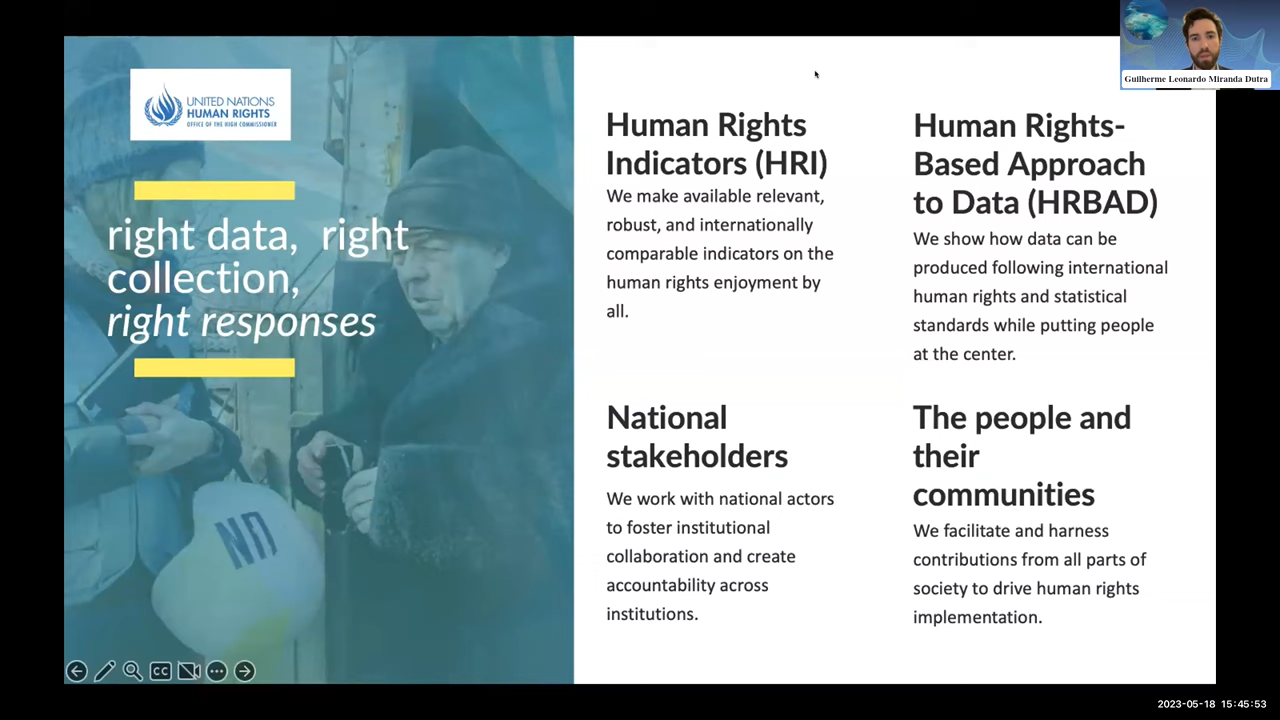 UNITED NATIONS
HUMAN RIGHTS
OFFICE OF THE HIGH COMMISSIONER
right data, right
collection,
right responses
Human Rights
Indicators (HRI)
We make available relevant,
robust, and internationally
comparable indicators on the
human rights enjoyment by
all.
Human Rights-
Based Approach
to Data (HRBAD)
We show how data can be
produced following international
human rights and statistical
standards while putting people
at the center.
National
stakeholders
We work with national actors
to foster institutional
collaboration and create
accountability across
institutions.
The people and
their
communities
We facilitate and harness
contributions from all parts of
society to drive human rights
implementation.
CC
Guilherme Leonardo Miranda Dutra
2023-05-18 15:45:53